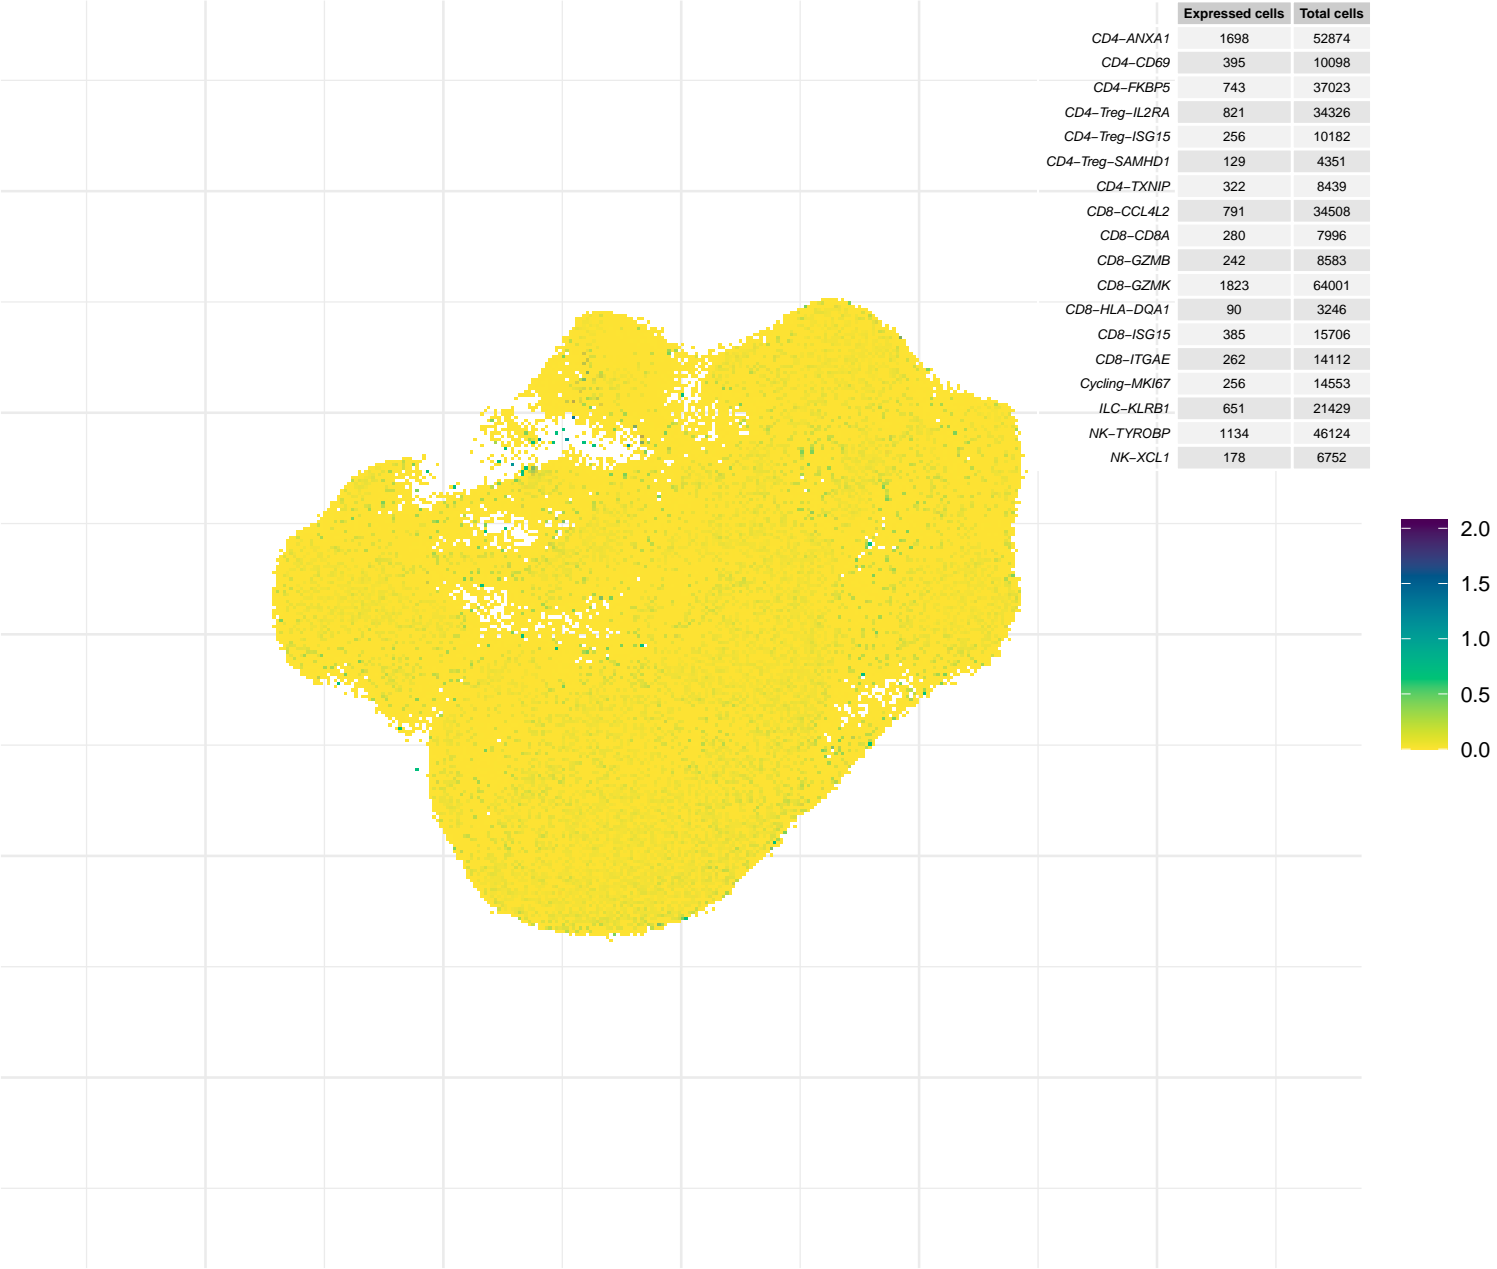 Expressed cells Total cells
CD4−ANXA1 1698 52874
CD4−CD69 395 10098
CD4−FKBP5 743 37023
CD4−Treg−IL2RA 821 34326
CD4−Treg−ISG15 256 10182
CD4−Treg−SAMHD1 129 4351
CD4−TXNIP 322 8439
CD8−CCL4L2 791 34508
CD8−CD8A 280 7996
CD8−GZMB 242 8583
CD8−GZMK 1823 64001
CD8−HLA−DQA1 90 3246
CD8−ISG15 385 15706
CD8−ITGAE 262 14112
Cycling−MKI67 256 14553
ILC−KLRB1 651 21429
NK−TYROBP 1134 46124
NK−XCL1 178 6752
2.0
1.5
1.0
0.5
0.0